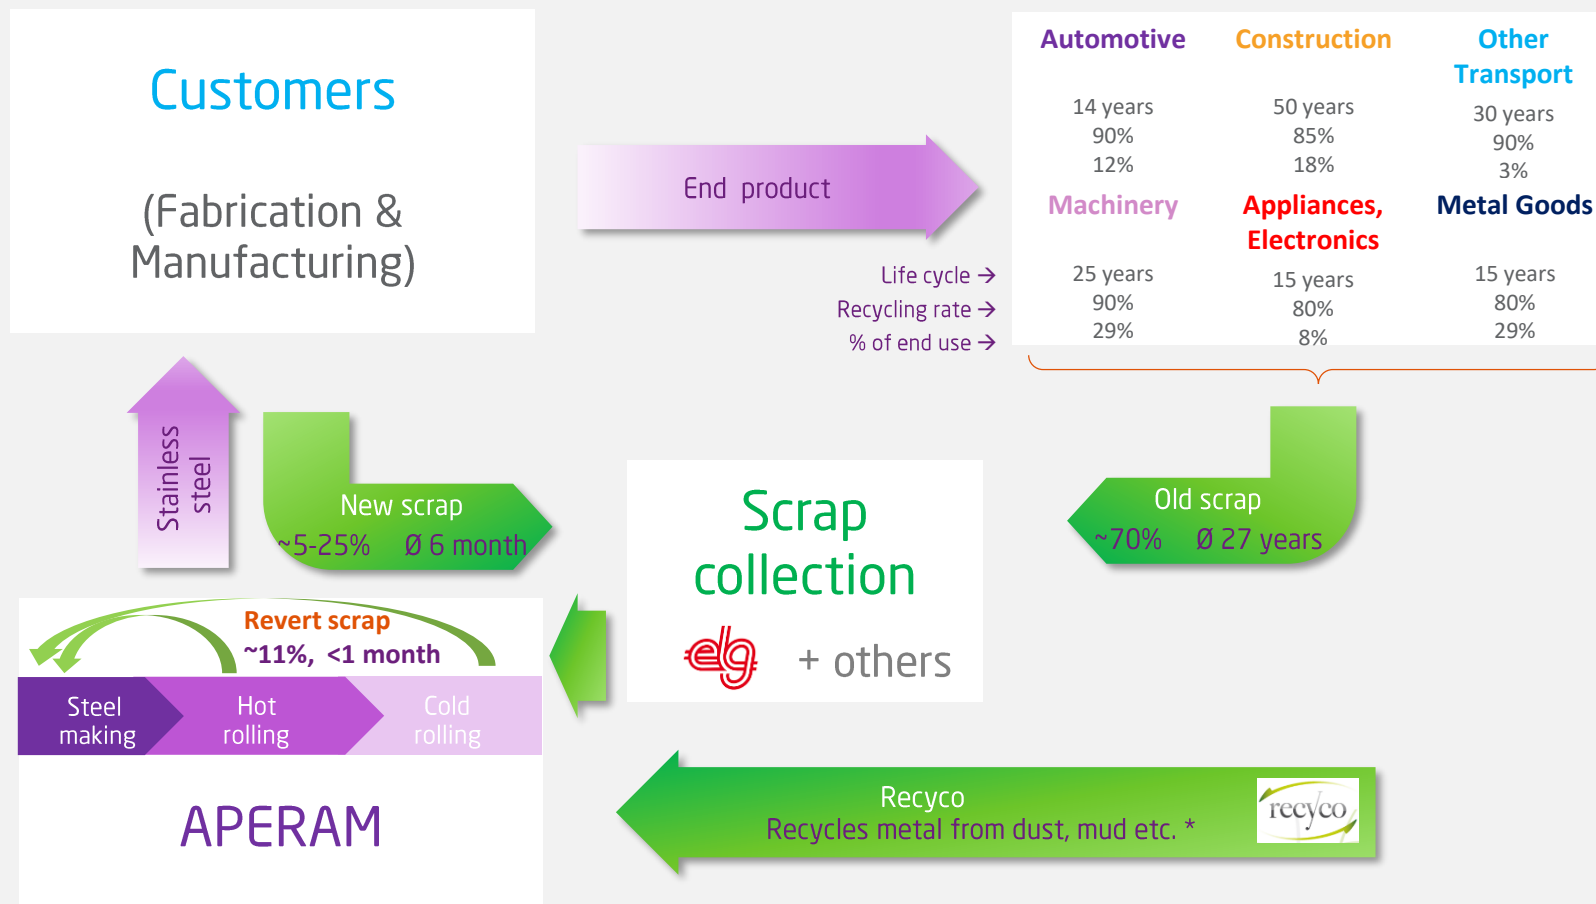 Customers
(Fabrication &
Manufacturing)
End product
Life cycle →
Recycling rate →
% of end use →
Automotive
14 years
90%
12%
Construction
50 years
85%
18%
Other
Transport
30 years
90%
3%
Machinery
25 years
90%
29%
Appliances,
Electronics
15 years
80%
8%
Metal Goods
15 years
80%
29%
Stainless
steel
New scrap
~5-25% Ø 6 month
Scrap
collection
elg + others
Old scrap
~70% Ø 27 years
Revert scrap
~11%, <1 month
Steel
making
Hot
rolling
Cold
rolling
APERAM
Recyco
Recycles metal from dust, mud etc. *
recyco